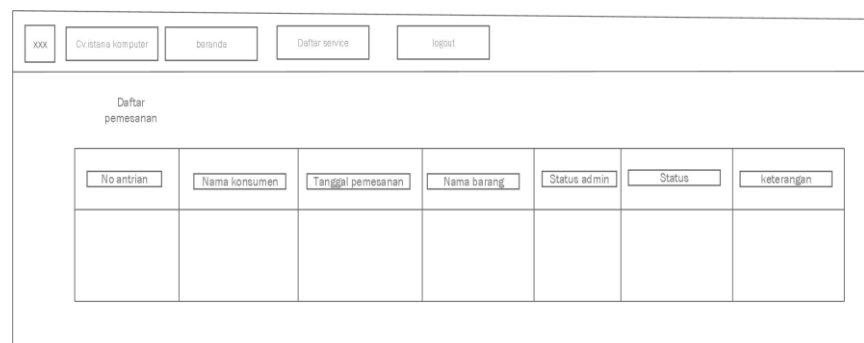 xxx
Cv.istana komputer
beranda
Daftar service
logout
Daftar
pemesanan
No antrian
Nama konsumen
Tanggal pemesanan
Nama barang
Status admin
Status
keterangan